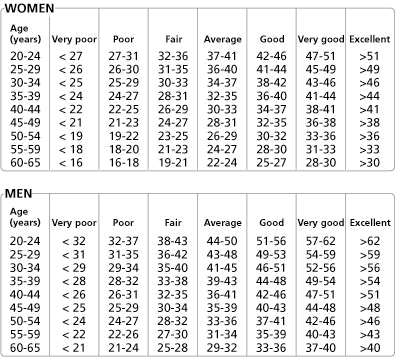 WOMEN
Age
(years) Very poor Poor Fair Average Good Very good Excellent
20-24 < 27 27-31 32-36 37-41 42-46 47-51 >51
25-29 < 26 26-30 31-35 36-40 41-44 45-49 >49
30-34 < 25 25-29 30-33 34-37 38-42 43-46 >46
35-39 < 24 24-27 28-31 32-35 36-40 41-44 >44
40-44 < 22 22-25 26-29 30-33 34-37 38-41 >41
45-49 < 21 21-23 24-27 28-31 32-35 36-38 >38
50-54 < 19 19-22 23-25 26-29 30-32 33-36 >36
55-59 < 18 18-20 21-23 24-27 28-30 31-33 >33
60-65 < 16 16-18 19-21 22-24 25-27 28-30 >30
MEN
Age
(years) Very poor Poor Fair Average Good Very good Excellent
20-24 < 32 32-37 38-43 44-50 51-56 57-62 >62
25-29 < 31 31-35 36-42 43-48 49-53 54-59 >59
30-34 < 29 29-34 35-40 41-45 46-51 52-56 >56
35-39 < 28 28-32 33-38 39-43 44-48 49-54 >54
40-44 < 26 26-31 32-35 36-41 42-46 47-51 >51
45-49 < 25 25-29 30-34 35-39 40-43 44-48 >48
50-54 < 24 24-27 28-32 33-36 37-41 42-46 >46
55-59 < 22 22-26 27-30 31-34 35-39 40-43 >43
60-65 < 21 21-24 25-28 29-32 33-36 37-40 >40